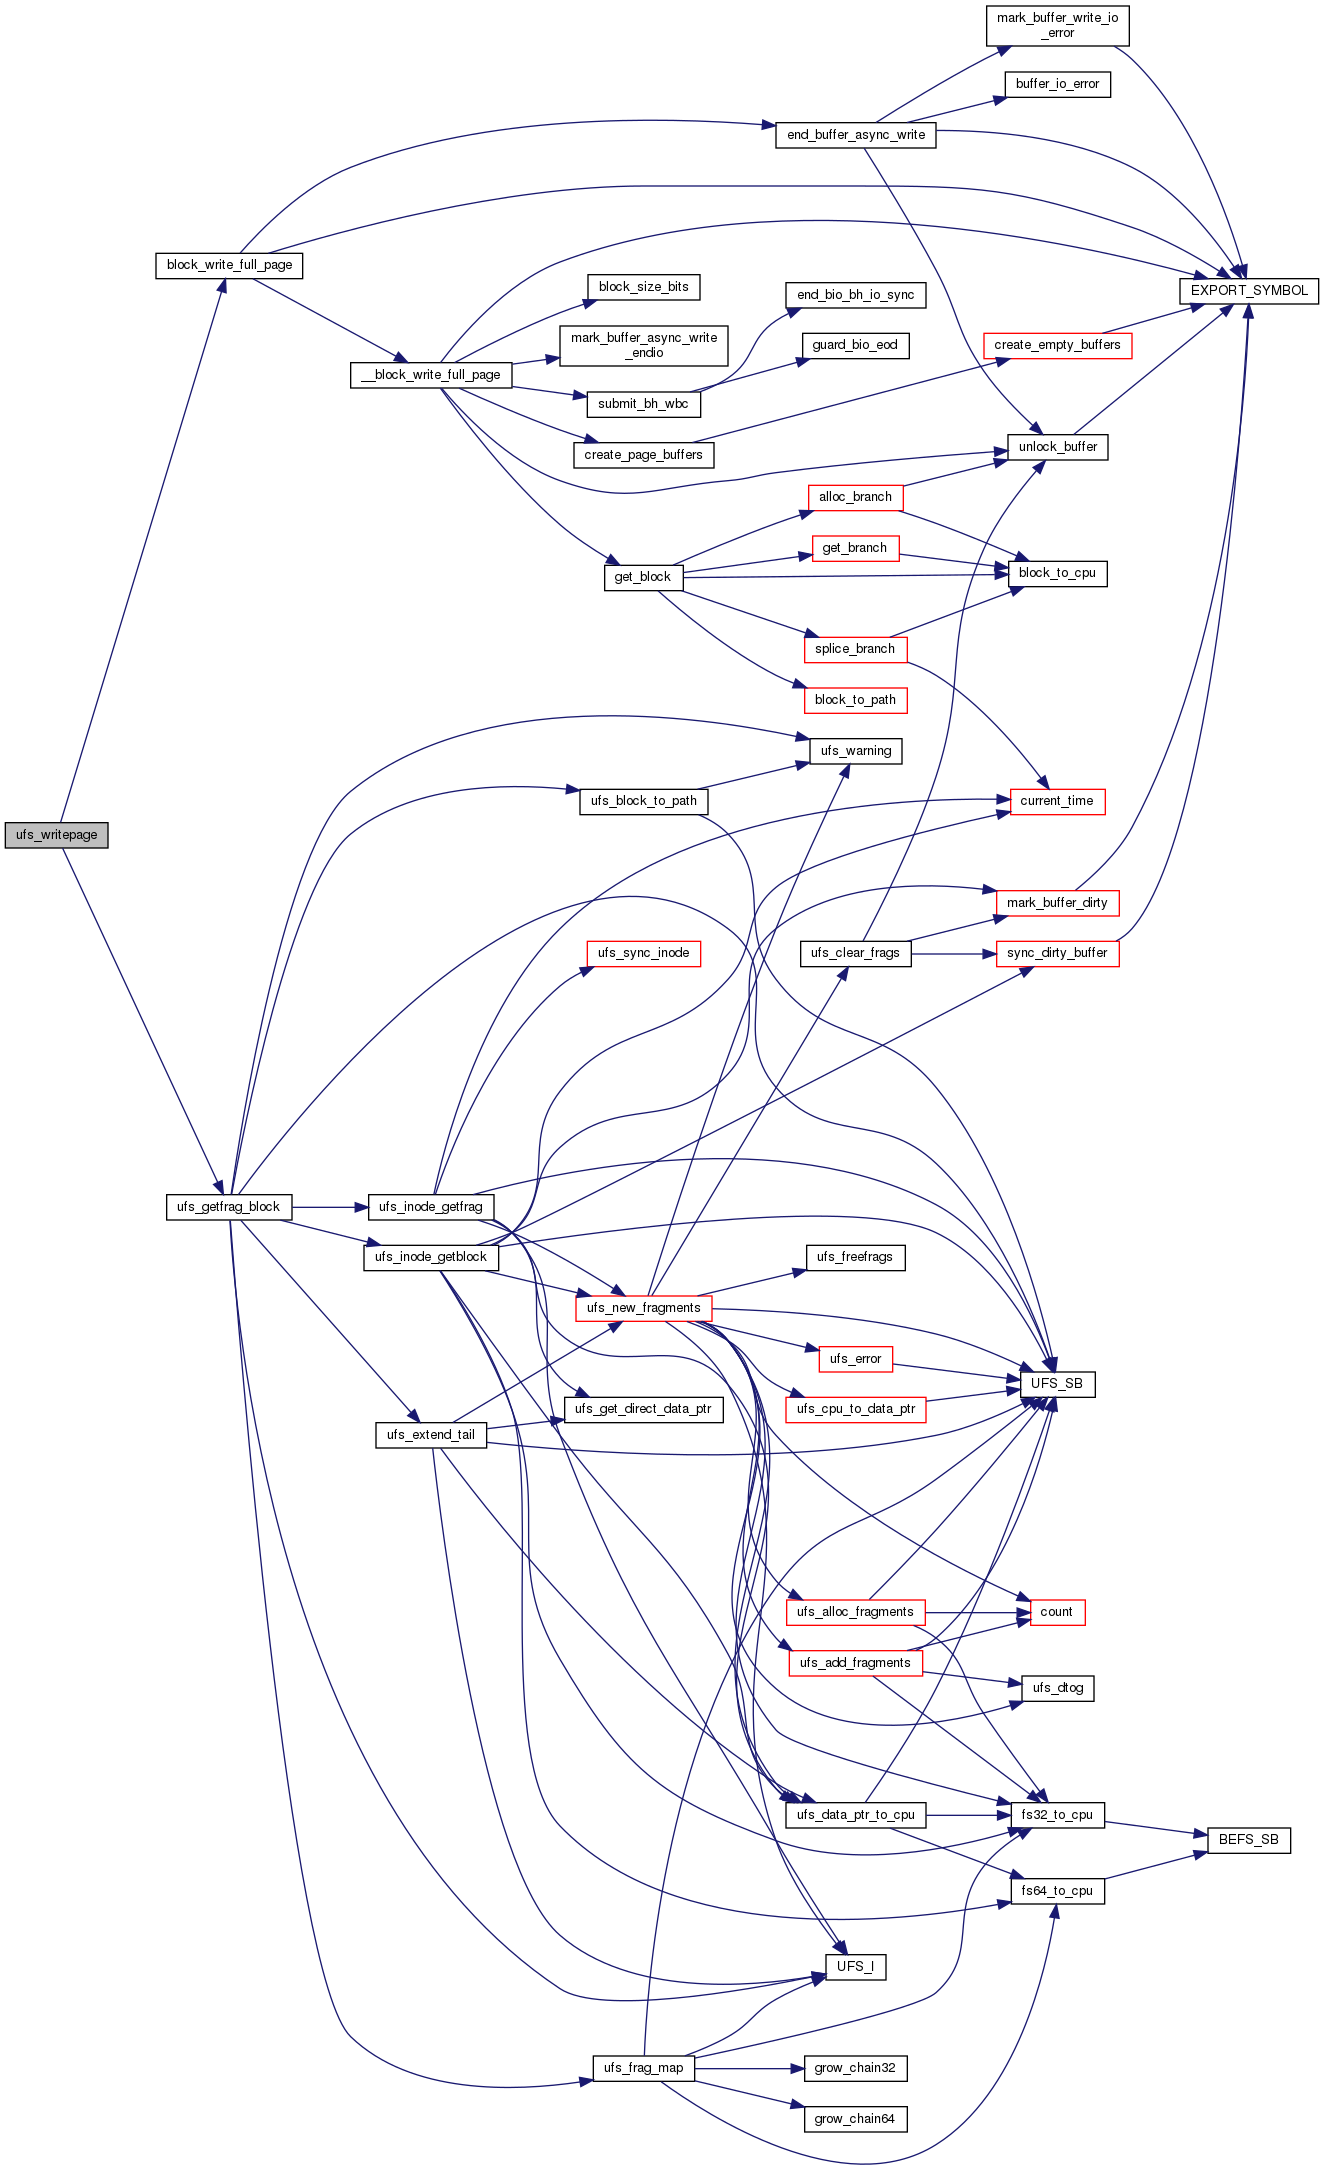 mark_buffer_write_io
_error
buffer_io_error
end_buffer_async_write
block_write_full_page
EXPORT_SYMBOL
block_size_bits
end_bio_bh_io_sync
mark_buffer_async_write
_endio
guard_bio_eod
create_empty_buffers
__block_write_full_page
submit_bh_wbc
unlock_buffer
create_page_buffers
alloc_branch
get_branch
get_block
block_to_cpu
splice_branch
block_to_path
ufs_warning
ufs_block_to_path
current_time
ufs_writepage
mark_buffer_dirty
ufs_sync_inode
ufs_clear_frags
sync_dirty_buffer
ufs_getfrag_block
ufs_inode_getfrag
ufs_inode_getblock
ufs_freefrags
ufs_new_fragments
ufs_error
UFS_SB
ufs_get_direct_data_ptr
ufs_cpu_to_data_ptr
ufs_extend_tail
ufs_alloc_fragments
count
ufs_add_fragments
ufs_dtog
ufs_data_ptr_to_cpu
fs32_to_cpu
BEFS_SB
fs64_to_cpu
UFS_I
ufs_frag_map
grow_chain32
grow_chain64